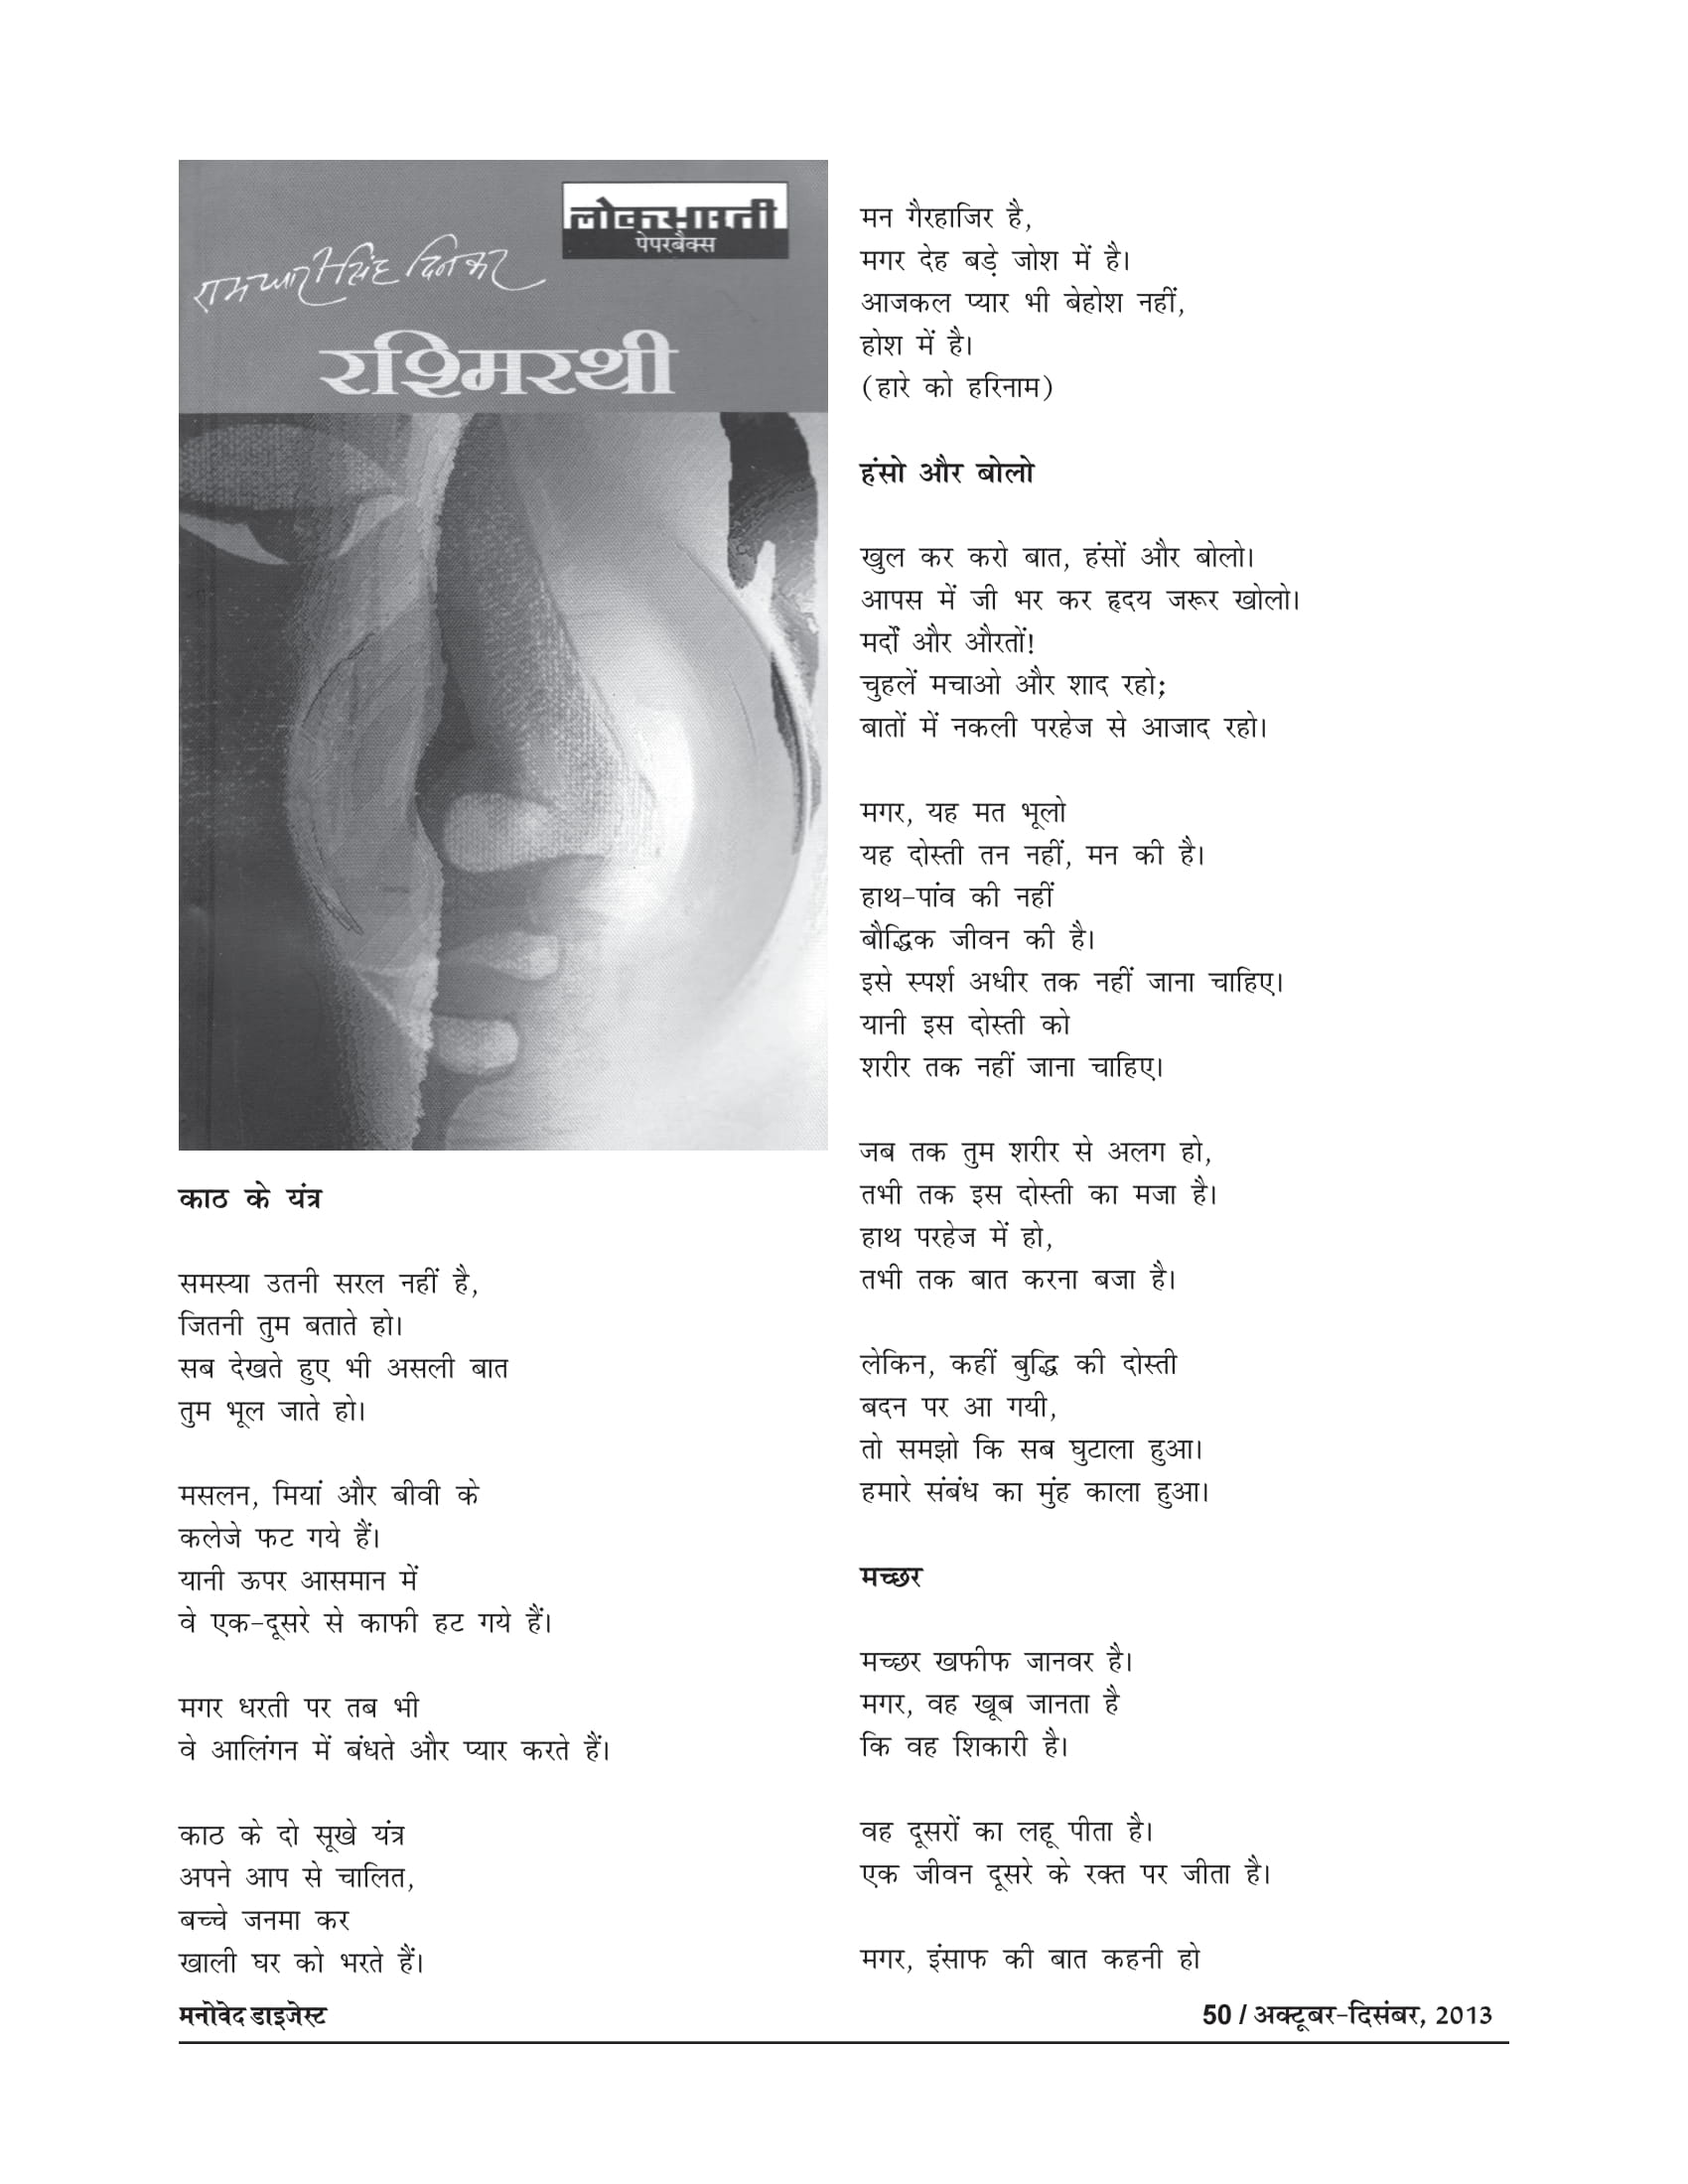 लोकभारती
पेपरबैक्स
रामधारी सिंह दिनकर
रश्मिरथी
काठ के यंत्र
समस्या उतनी सरल नहीं है,
जितनी तुम बताते हो।
सब देखते हुए भी असली बात
तुम भूल जाते हो।
मसलन, मियां और बीवी के
कलेजे फट गये हैं।
यानी ऊपर आसमान में
वे एक-दूसरे से काफी हट गये हैं।
मगर धरती पर तब भी
वे आलिंगन में बंधते और प्यार करते हैं।
काठ के दो सूखे यंत्र
अपने आप से चालित,
बच्चे जनमा कर
खाली घर को भरते हैं।
मन गैरहाजिर है,
मगर देह बड़े जोश में है।
आजकल प्यार भी बेहोश नहीं,
होश में है।
(हारे को हरिनाम)
हंसो और बोलो
खुल कर करो बात, हंसों और बोलो।
आपस में जी भर कर हृदय जरूर खोलो।
मर्दों और औरतों!
चुहलें मचाओ और शाद रहो;
बातों में नकली परहेज से आजाद रहो।
मगर, यह मत भूलो
यह दोस्ती तन नहीं, मन की है।
हाथ-पांव की नहीं
बौद्धिक जीवन की है।
इसे स्पर्श अधीर तक नहीं जाना चाहिए।
यानी इस दोस्ती को
शरीर तक नहीं जाना चाहिए।
जब तक तुम शरीर से अलग हो,
तभी तक इस दोस्ती का मजा है।
हाथ परहेज में हो,
तभी तक बात करना बजा है।
लेकिन, कहीं बुद्धि की दोस्ती
बदन पर आ गयी,
तो समझो कि सब घुटाला हुआ।
हमारे संबंध का मुंह काला हुआ।
मच्छर
मच्छर खफीफ जानवर है।
मगर, वह खूब जानता है
कि वह शिकारी है।
वह दूसरों का लहू पीता है।
एक जीवन दूसरे के रक्त पर जीता है।
मगर, इंसाफ की बात कहनी हो
मनोवेद डाइजेस्ट
50 / अक्टूबर-दिसंबर, 2013